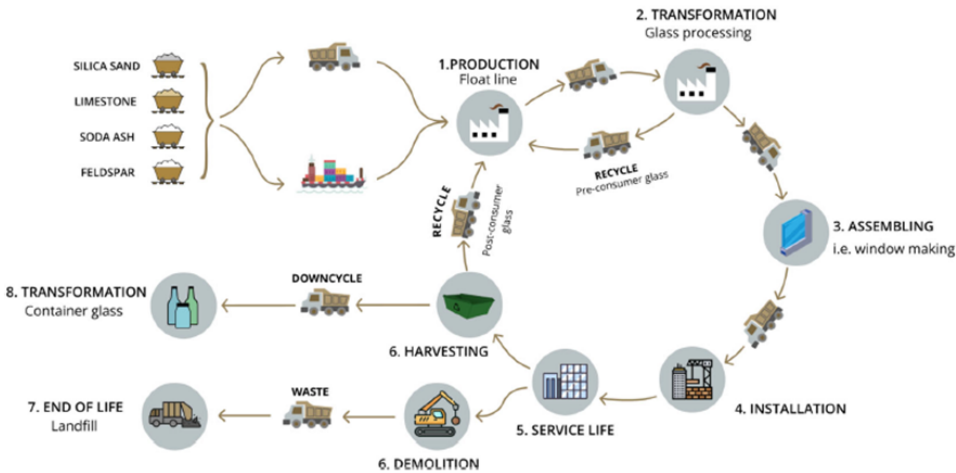 SILICA SAND
LIMESTONE
SODA ASH
FELDSPAR
1.PRODUCTION
Float line
2. TRANSFORMATION
Glass processing
RECYCLE
Pre-consumer glass
3. ASSEMBLING
i.e. window making
4. INSTALLATION
5. SERVICE LIFE
6. HARVESTING
RECYCLE
Post-consumer
glass
DOWNCYCLE
8. TRANSFORMATION
Container glass
6. DEMOLITION
WASTE
7. END OF LIFE
Landfill